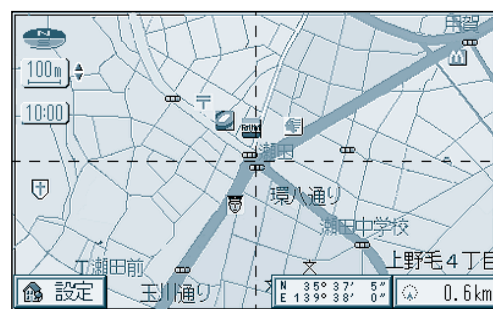 用賀
N
100m
10:00
瀬田
環八通り
瀬田中学校
上野毛4丁目
瀬田前
設定
玉川通り
N 35° 37' 5"
E 139° 38' 0"
0.6km